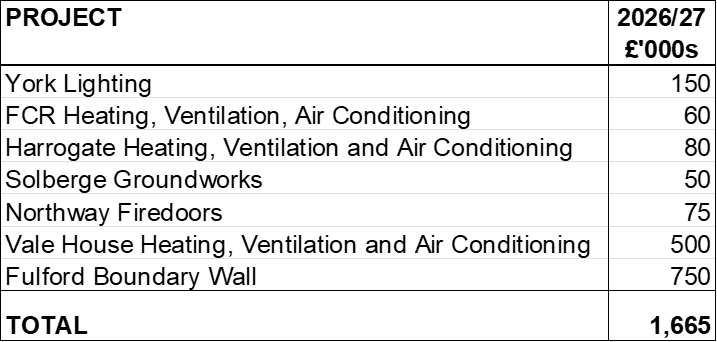 PROJECT 2026/27
£'000s
York Lighting 150
FCR Heating, Ventilation, Air Conditioning 60
Harrogate Heating, Ventilation and Air Conditioning 80
Solberge Groundworks 50
Northway Firedoors 75
Vale House Heating, Ventilation and Air Conditioning 500
Fulford Boundary Wall 750
TOTAL 1,665